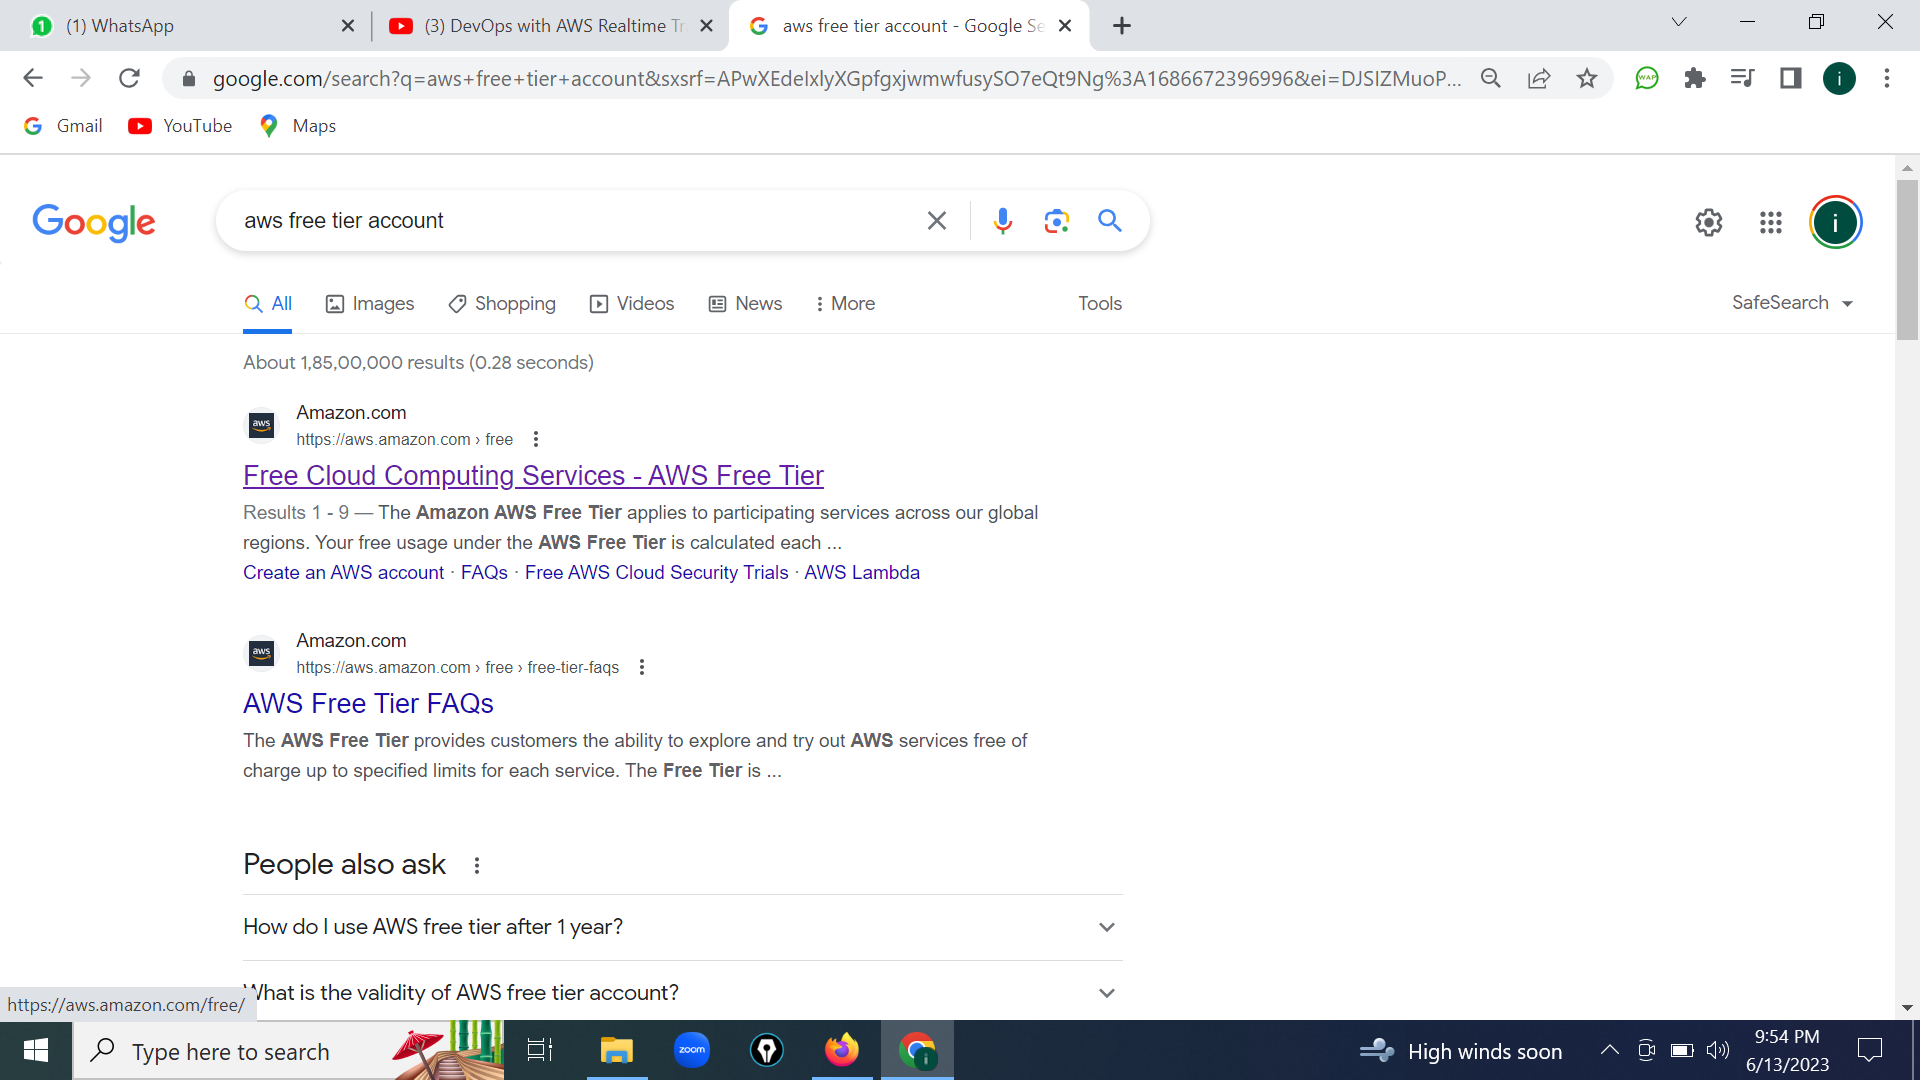 (1) WhatsApp
(3) DevOps with AWS Realtime Tr
aws free tier account - Google Se
google.com/search?q=aws+free+tier+account&sxsrf=APwXEdeIxlyXGpfgxjwmwfusySO7eQt9Ng%3A1686672396996&ei=DJSIZMuoP...
Gmail YouTube Maps
Google
aws free tier account
i
All Images Shopping Videos News More Tools SafeSearch
About 1,85,00,000 results (0.28 seconds)
aws
Amazon.com
https://aws.amazon.com › free
Free Cloud Computing Services - AWS Free Tier
Results 1 - 9 — The Amazon AWS Free Tier applies to participating services across our global
regions. Your free usage under the AWS Free Tier is calculated each ...
Create an AWS account · FAQs · Free AWS Cloud Security Trials · AWS Lambda
aws
Amazon.com
https://aws.amazon.com › free › free-tier-faqs
AWS Free Tier FAQs
The AWS Free Tier provides customers the ability to explore and try out AWS services free of
charge up to specified limits for each service. The Free Tier is ...
People also ask
How do I use AWS free tier after 1 year?
What is the validity of AWS free tier account?
https://aws.amazon.com/free/
Type here to search
zoom
High winds soon
9:54 PM
6/13/2023